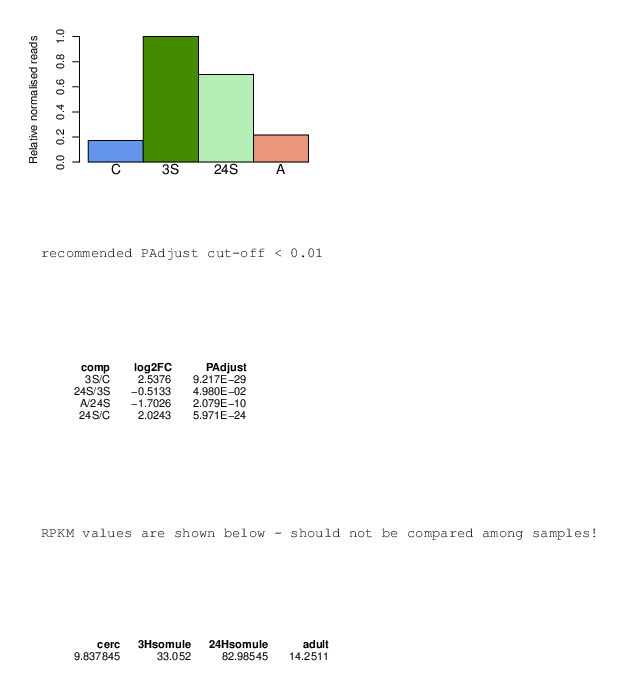 Relative normalised reads
1.0
0.8
0.6
0.4
0.2
0.0
C 3S 24S A
recommended PAdjust cut-off < 0.01
comp log2FC PAdjust
3S/C 2.5376 9.217E−29
24S/3S −0.5133 4.980E−02
A/24S −1.7026 2.079E−10
24S/C 2.0243 5.971E−24
RPKM values are shown below - should not be compared among samples!
cerc 3Hsomule 24Hsomule adult
9.837845 33.052 82.98545 14.2511